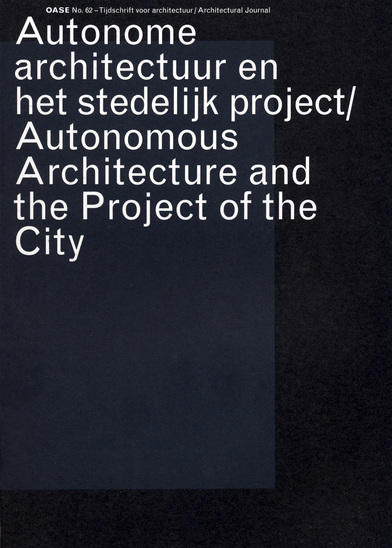 OASE No. 62 – Tijdschrift voor architectuur / Architectural Journal
Autonome
architectuur en
het stedelijk project/
Autonomous
Architecture and
the Project of the
City